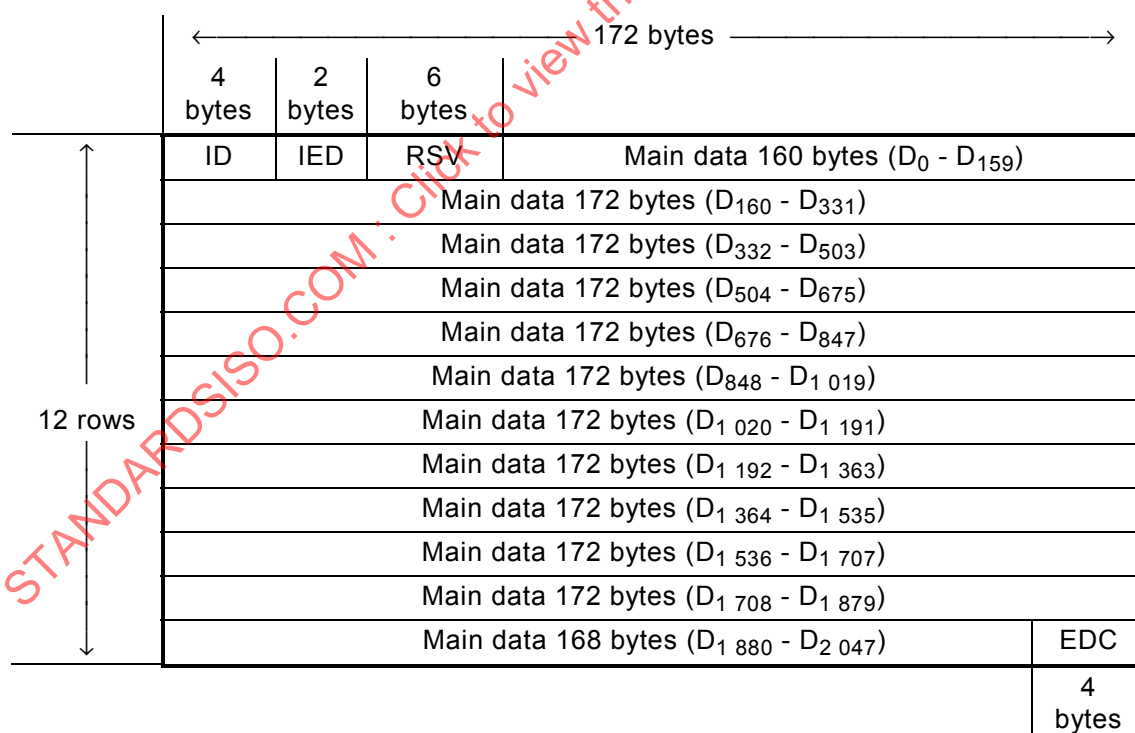 172 bytes
4 bytes
2 bytes
6 bytes
ID IED RSV Main data 160 bytes (D0 - D159)
Main data 172 bytes (D160 - D331)
Main data 172 bytes (D332 - D503)
Main data 172 bytes (D504 - D675)
Main data 172 bytes (D676 - D847)
Main data 172 bytes (D848 - D1 019)
12 rows
Main data 172 bytes (D1 020 - D1 191)
Main data 172 bytes (D1 192 - D1 363)
Main data 172 bytes (D1 364 - D1 535)
Main data 172 bytes (D1 536 - D1 707)
Main data 172 bytes (D1 708 - D1 879)
Main data 168 bytes (D1 880 - D2 047) EDC
4 bytes
STANDARDSISO.COM : Click to view